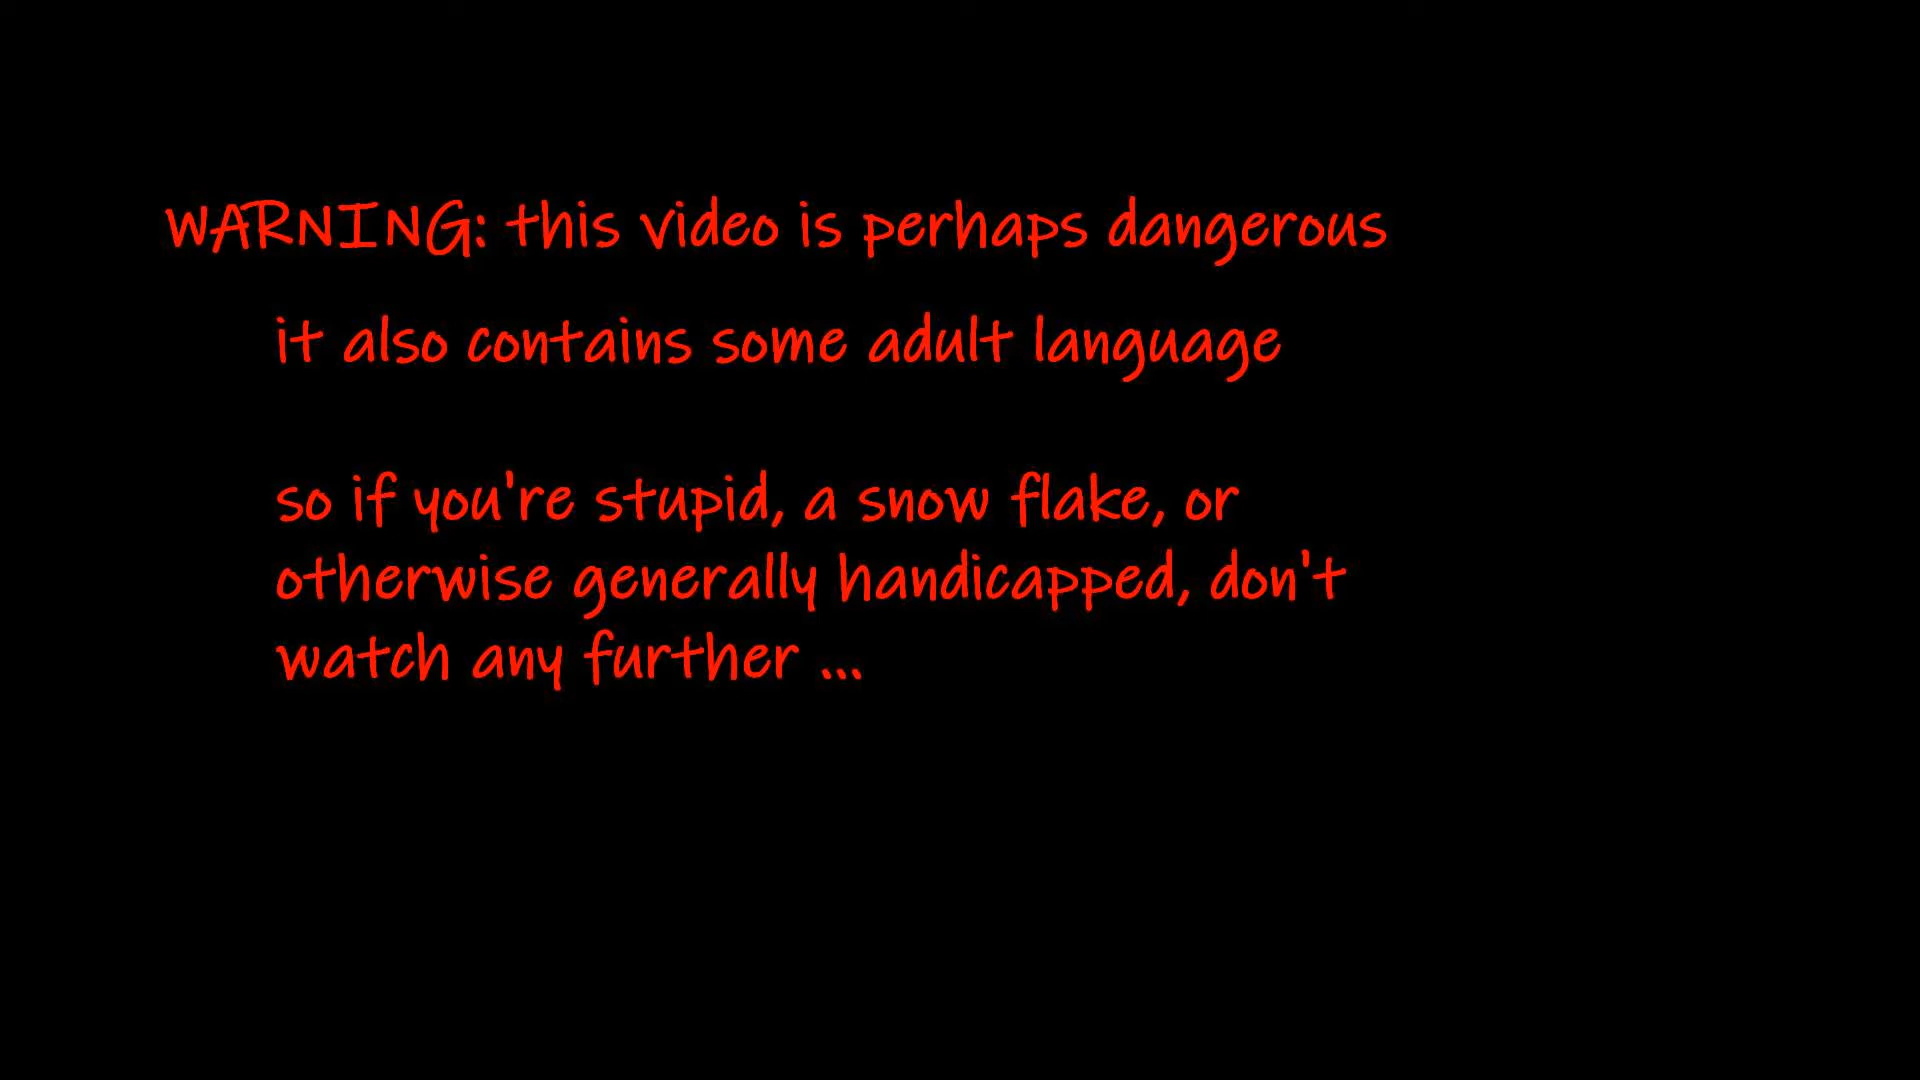 WARNING: this video is perhaps dangerous
it also contains some adult language
so if you're stupid, a snow flake, or
otherwise generally handicapped, don't
watch any further ...